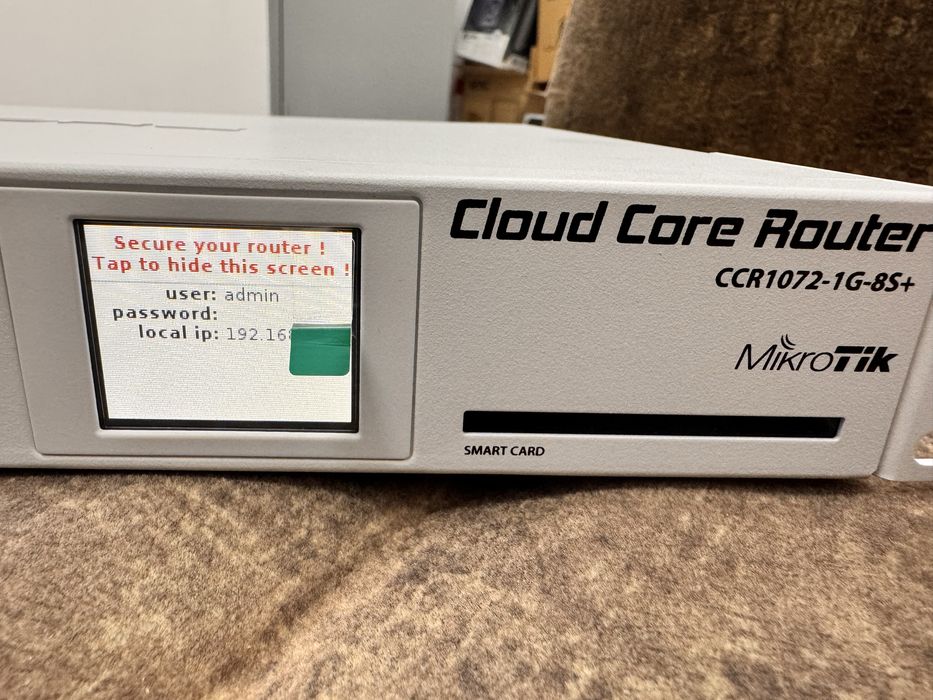 Secure your router !
Tap to hide this screen !
user: admin
password:
local ip: 192.16
Cloud Core Router
CCR1072-1G-8S+
MikroTik
SMART CARD